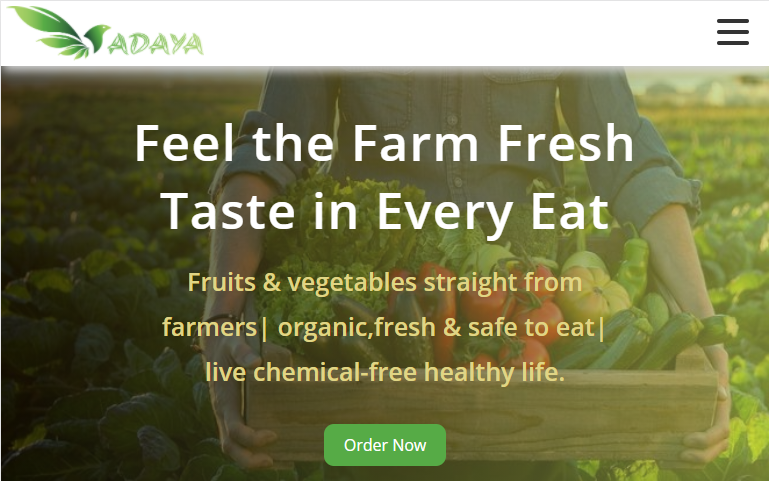 ADAYA
Feel the Farm Fresh
Taste in Every Eat
Fruits & vegetables straight from
farmers| organic,fresh & safe to eat|
live chemical-free healthy life.
Order Now